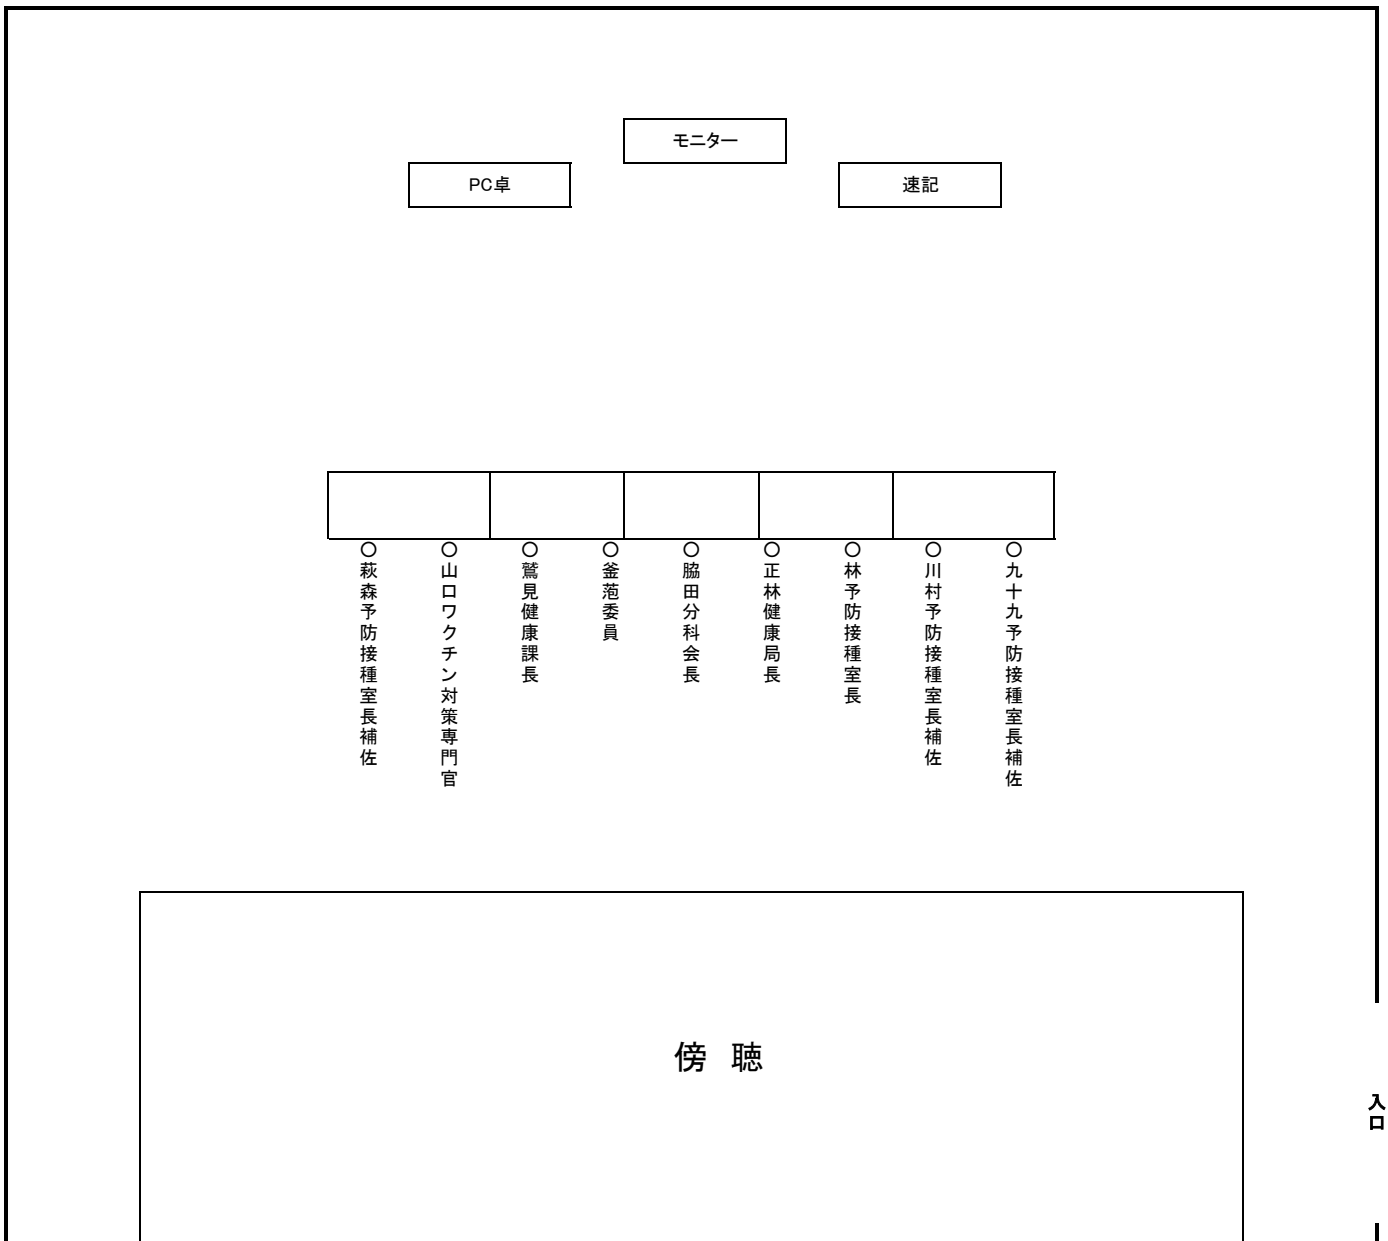 モニター
PC卓
速記
○萩森予防接種室長補佐
○山口ワクチン対策専門官
○鷲見健康課長
○釜萢委員
○脇田分科会長
○正林健康局長
○林予防接種室長
○川村予防接種室長補佐
○九十九予防接種室長補佐
傍 聴
入口